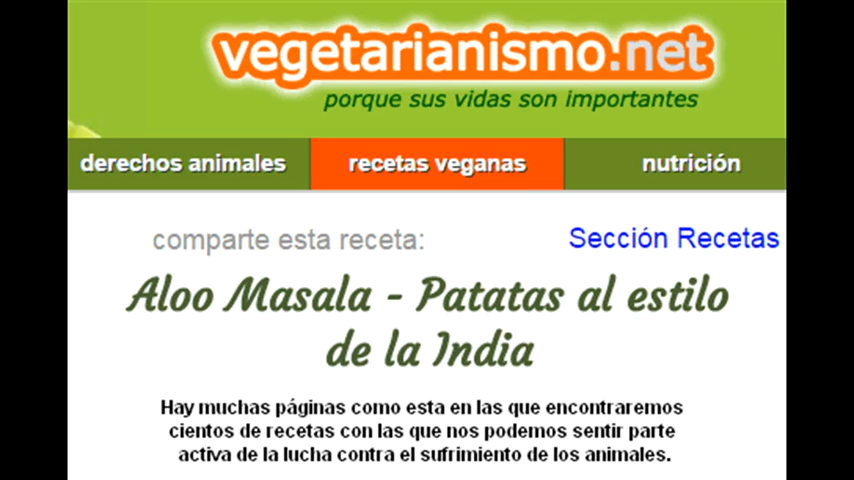 vegetarianismo.net
porque sus vidas son importantes
derechos animales recetas veganas nutrición
comparte esta receta: Sección Recetas
Aloo Masala - Patatas al estilo
de la India
Hay muchas páginas como esta en las que encontraremos
cientos de recetas con las que nos podemos sentir parte
activa de la lucha contra el sufrimiento de los animales.